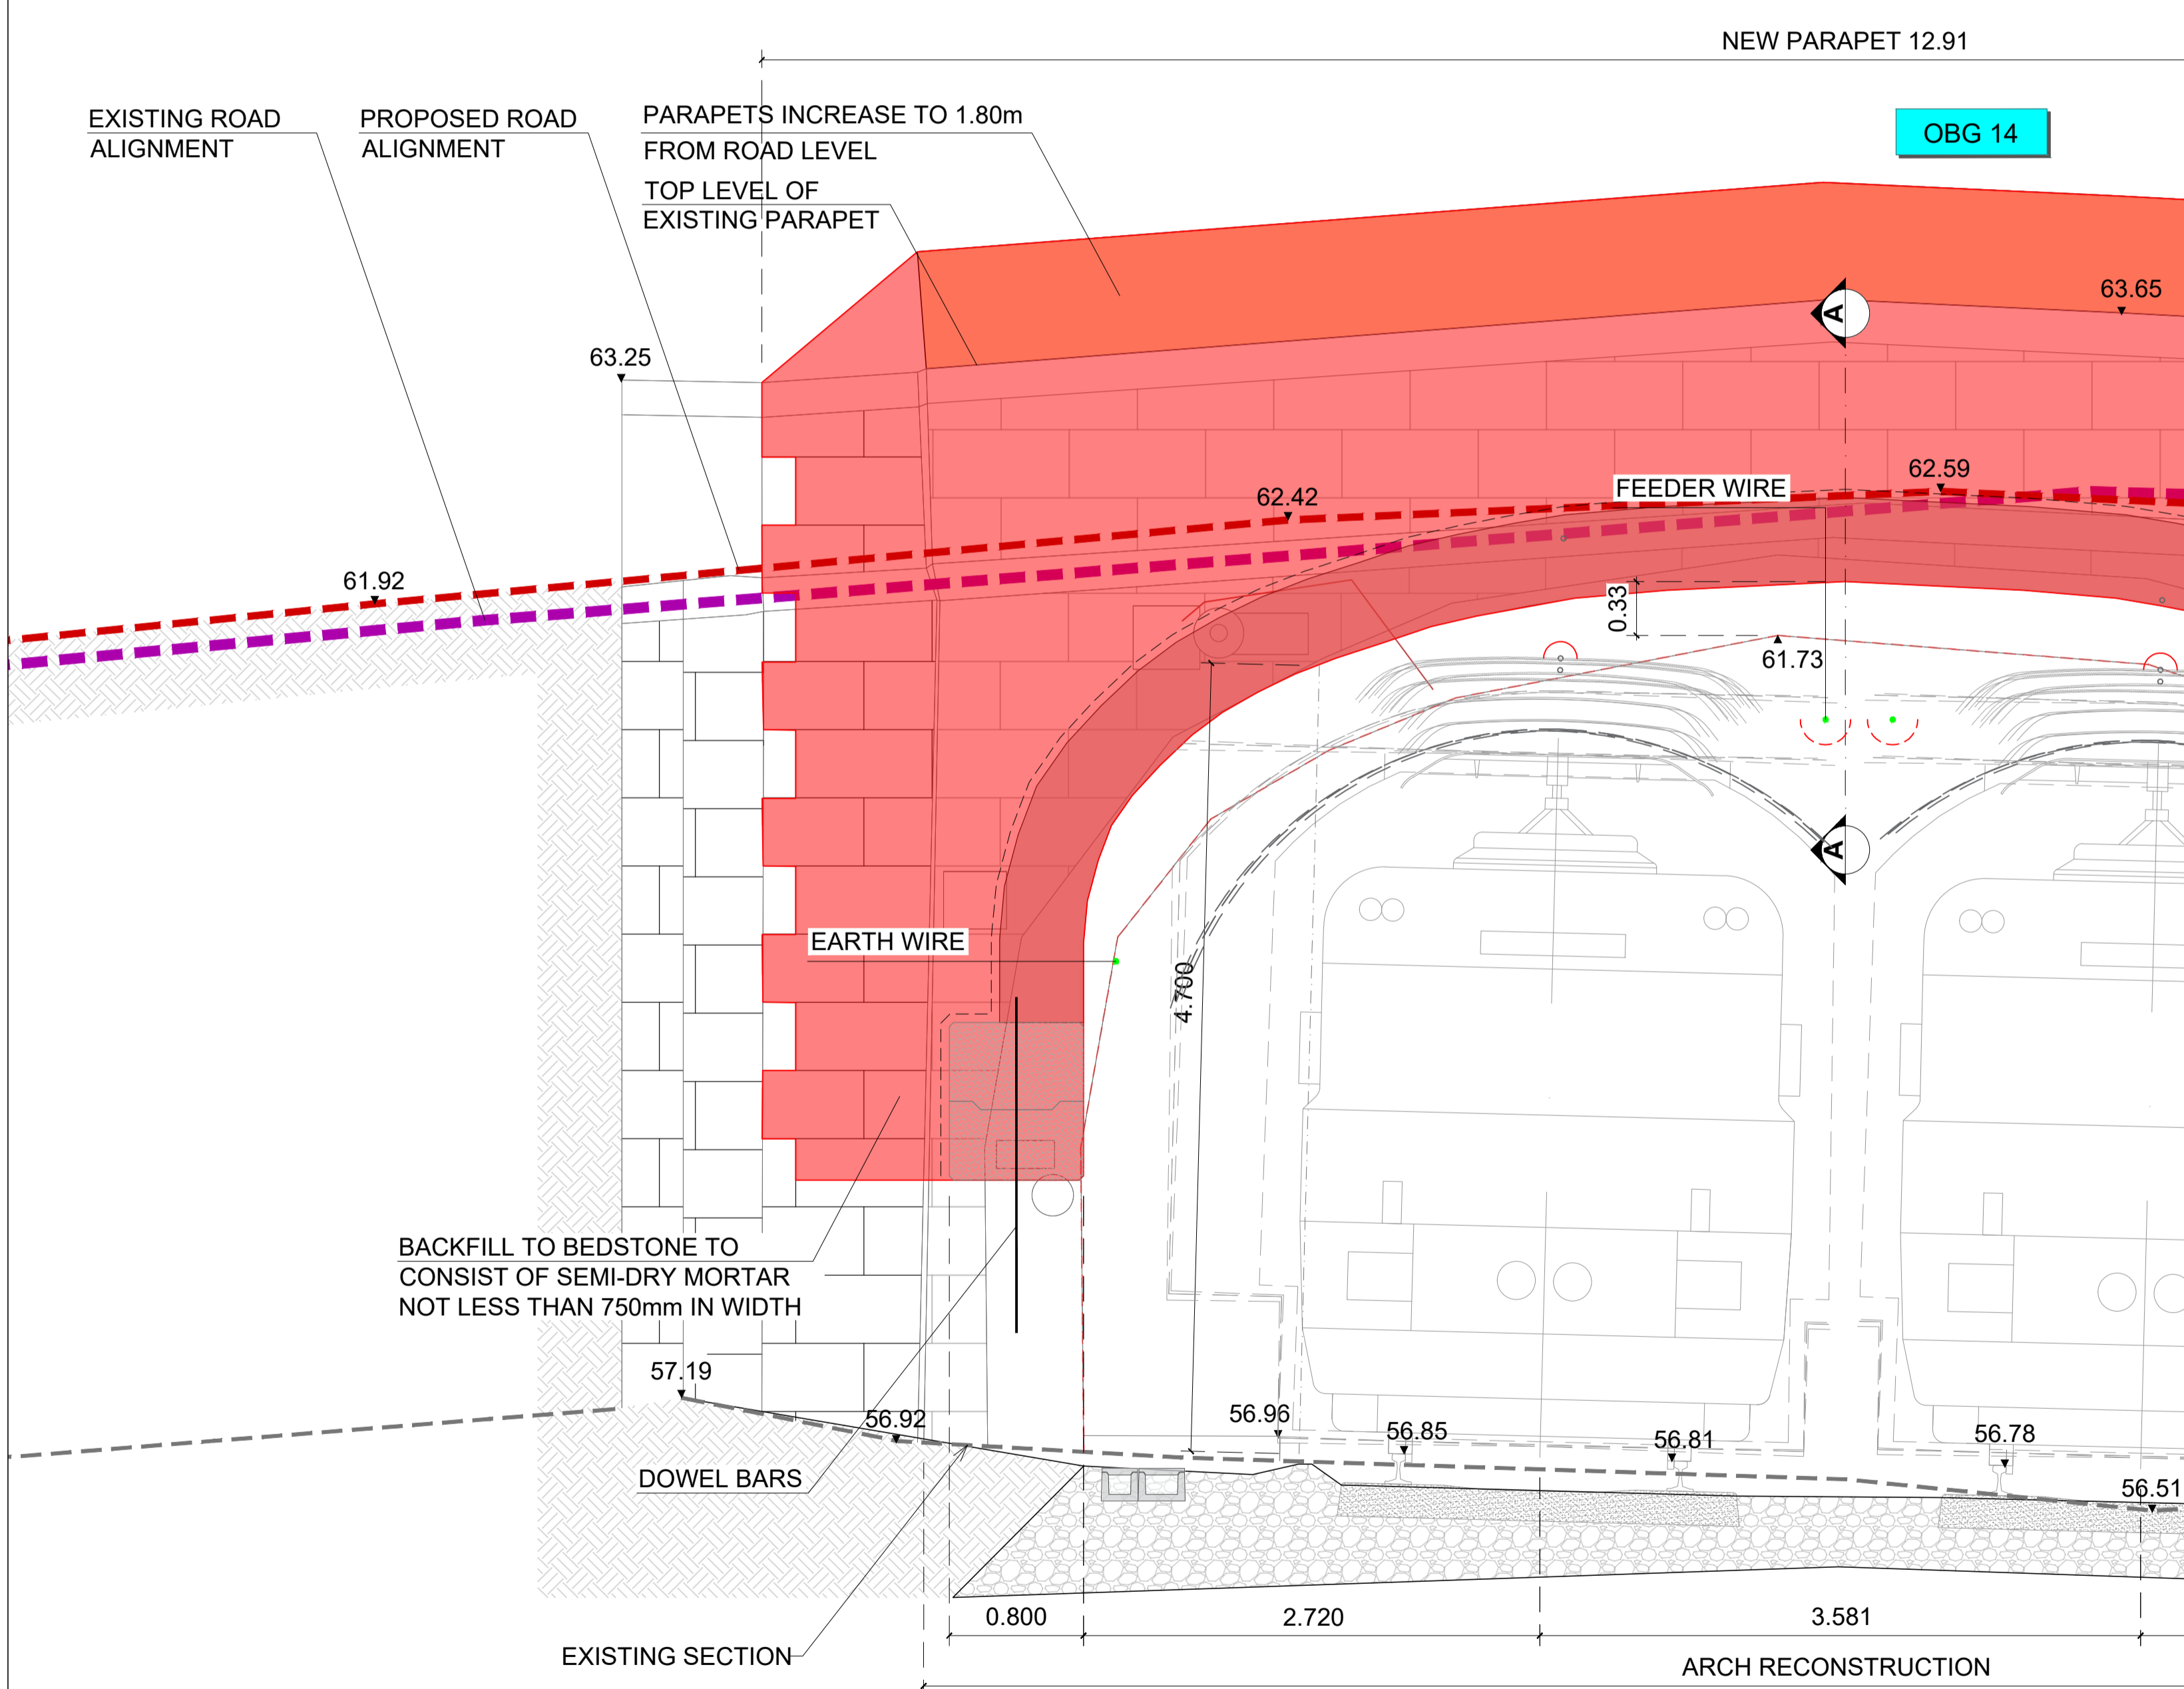 NEW PARAPET 12.91
EXISTING ROAD
ALIGNMENT
PROPOSED ROAD
ALIGNMENT
PARAPETS INCREASE TO 1.80m
FROM ROAD LEVEL
TOP LEVEL OF
EXISTING PARAPET
OBG 14
A
63.65
63.25
62.42
FEEDER WIRE
62.59
61.92
0.33
61.73
A
EARTH WIRE
4.700
BACKFILL TO BEDSTONE TO
CONSIST OF SEMI-DRY MORTAR
NOT LESS THAN 750mm IN WIDTH
57.19
56.92
56.96
56.85
56.81
56.78
56.51
DOWEL BARS
EXISTING SECTION
0.800
2.720
3.581
ARCH RECONSTRUCTION